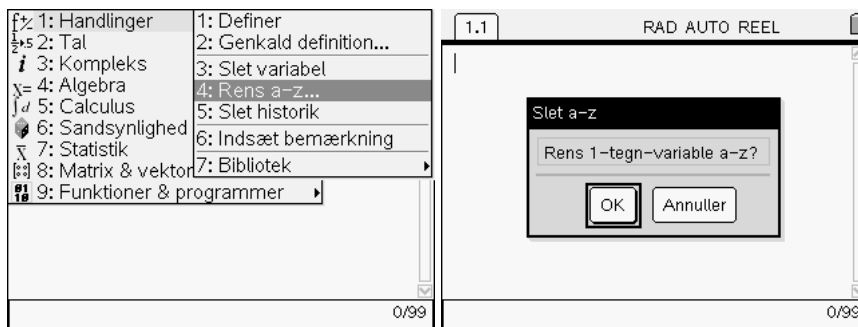 1: Handlinger
2: Tal
3: Kompleks
4: Algebra
5: Calculus
6: Sandsynlighed
7: Statistik
8: Matrix & vektor
9: Funktioner & programmer
1: Definer
2: Genkald definition...
3: Slet variabel
4: Rens a-z...
5: Slet historik
6: Indsæt bemærkning
7: Bibliotek
0/99
1.1
RAD AUTO REEL
Slet a-z
Rens 1-tegn-variable a-z?
OK
Annuller
0/99